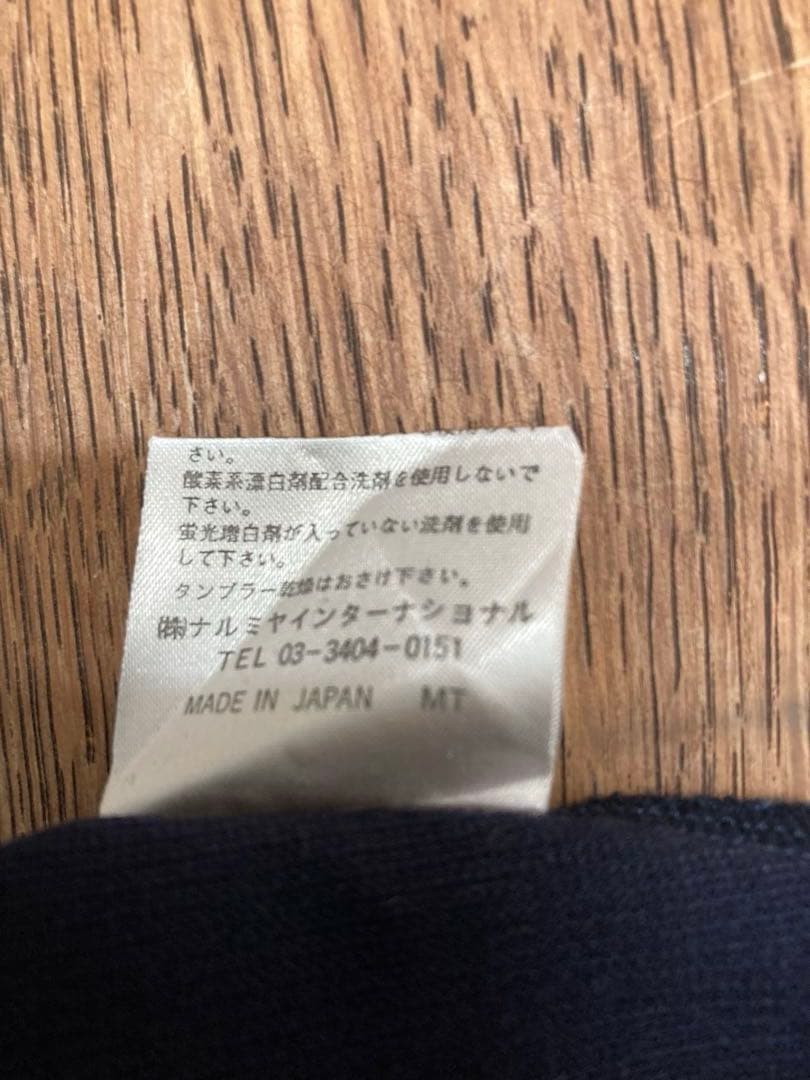 さい。
酸素系漂白剤配合洗剤を使用しないで
下さい。
蛍光増白剤が入っていない洗剤を使用
して下さい。
タンブラー乾燥はおさけ下さい。
㈱ナルミヤインターナショナル
TEL 03-3404-0151
MADE IN JAPAN MT